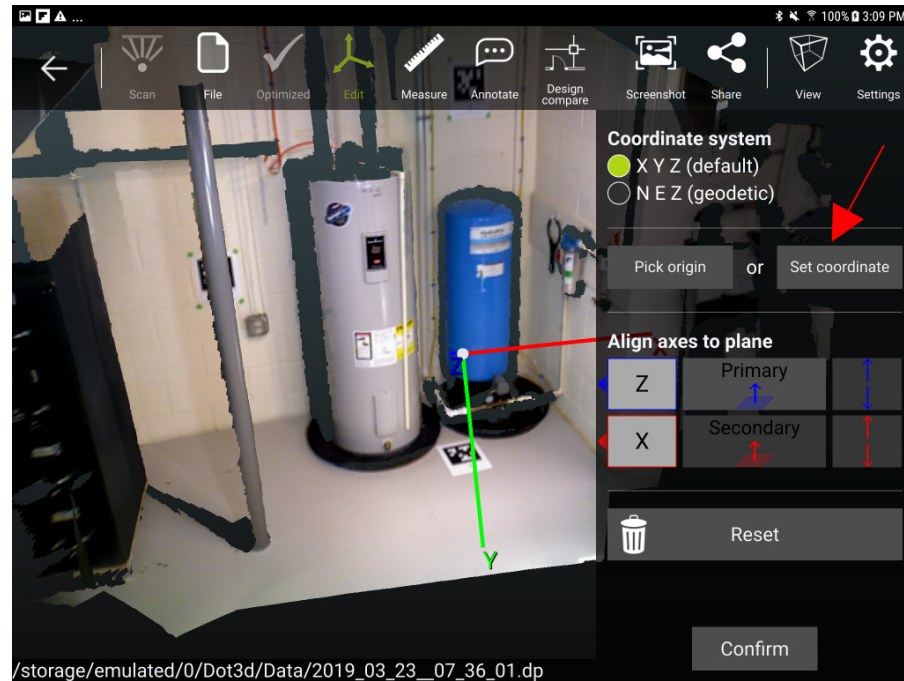 ...
100% 3:09 PM
Scan
File
Optimized
Edit
Measure
Annotate
Design
compare
Screenshot
Share
View
Settings
Coordinate system
X Y Z (default)
N E Z (geodetic)
Pick origin
or
Set coordinate
Align axes to plane
Z
Primary
X
Secondary
X
Z
Y
Reset
Confirm
/storage/emulated/0/Dot3d/Data/2019_03_23__07_36_01.dp